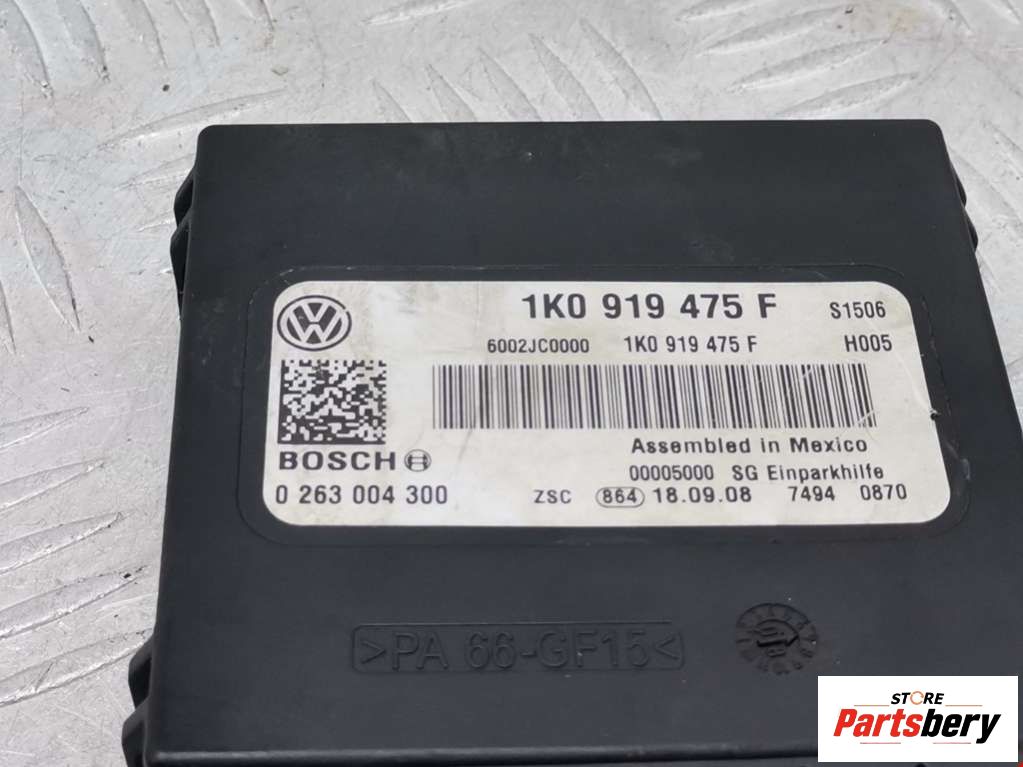 1K0 919 475 F S1506
6002JC0000 1K0 919 475 F H005
Assembled in Mexico
BOSCH
00005000 SG Einparkhilfe
0 263 004 300 ZSC 864 18.09.08 7494 0870
>PA 66-GF15<
STORE
Partsbery